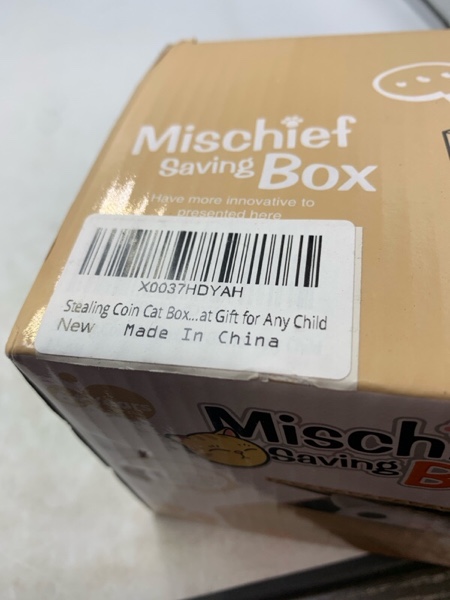 Mischief
Saving Box
Have more innovative to
presented here
X0037HDYAH
Stealing Coin Cat Box...at Gift for Any Child
New
Made In China
Misch
Saving B